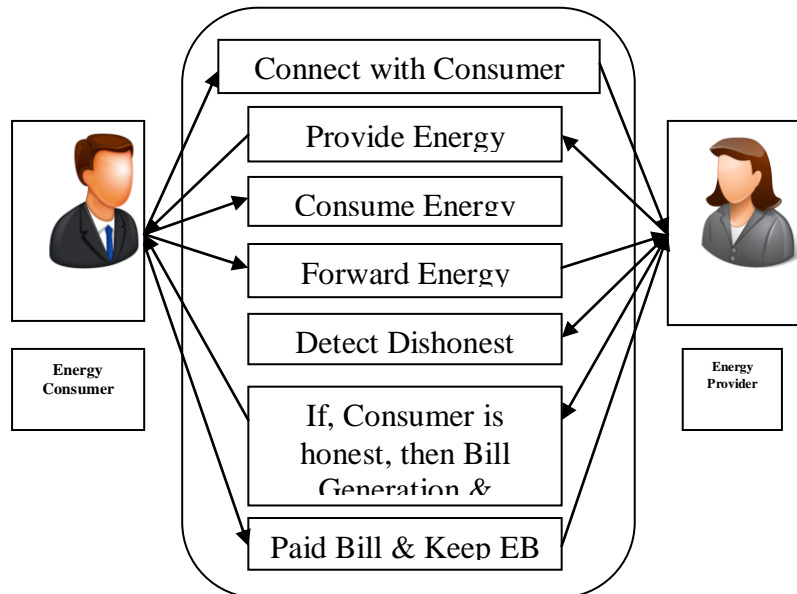 Connect with Consumer
Provide Energy
Consume Energy
Forward Energy
Detect Dishonest
Energy
Consumer
Energy
Provider
If, Consumer is
honest, then Bill
Generation &
Paid Bill & Keep EB